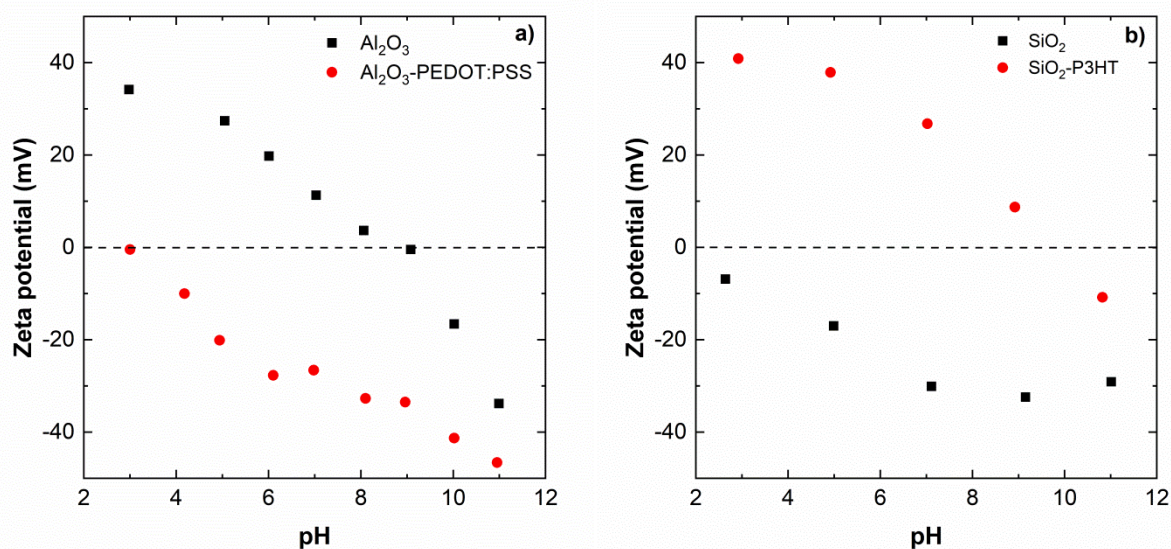 a)
Al₂O₃
Al₂O₃-PEDOT:PSS
40
20
0
-20
-40
Zeta potential (mV)
2 4 6 8 10 12
pH
b)
SiO₂
SiO₂-P3HT
40
20
0
-20
-40
Zeta potential (mV)
2 4 6 8 10 12
pH